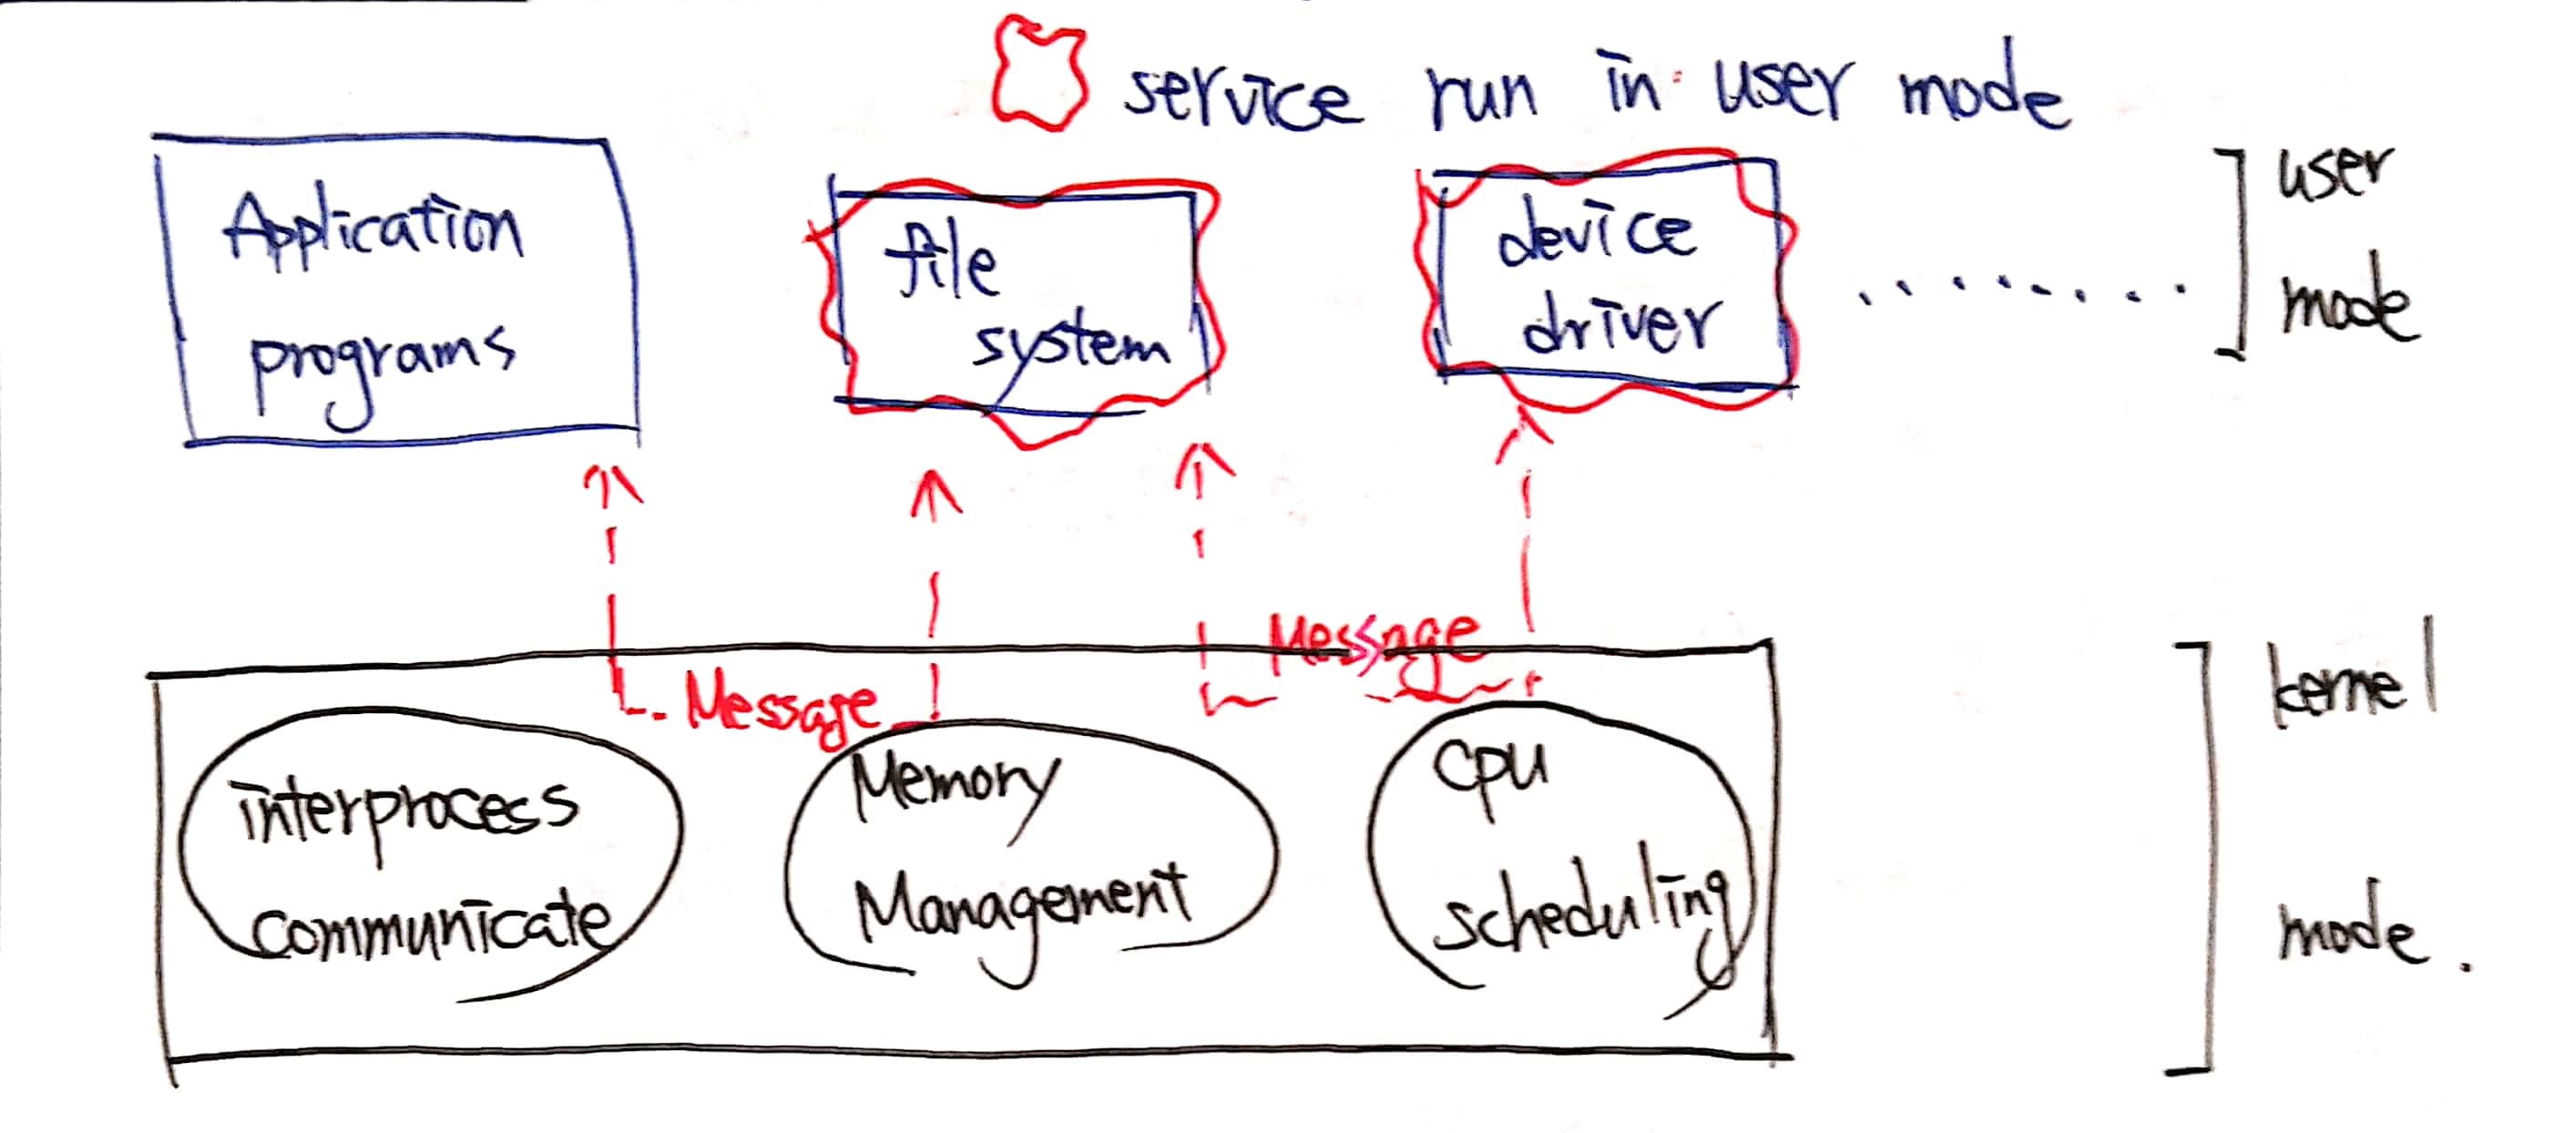 service run in user mode
Application
programs
file
system
device
driver
.........
user
mode
Message
Message
interprocess
communicate
Memory
Management
CPU
scheduling
kernel
mode.